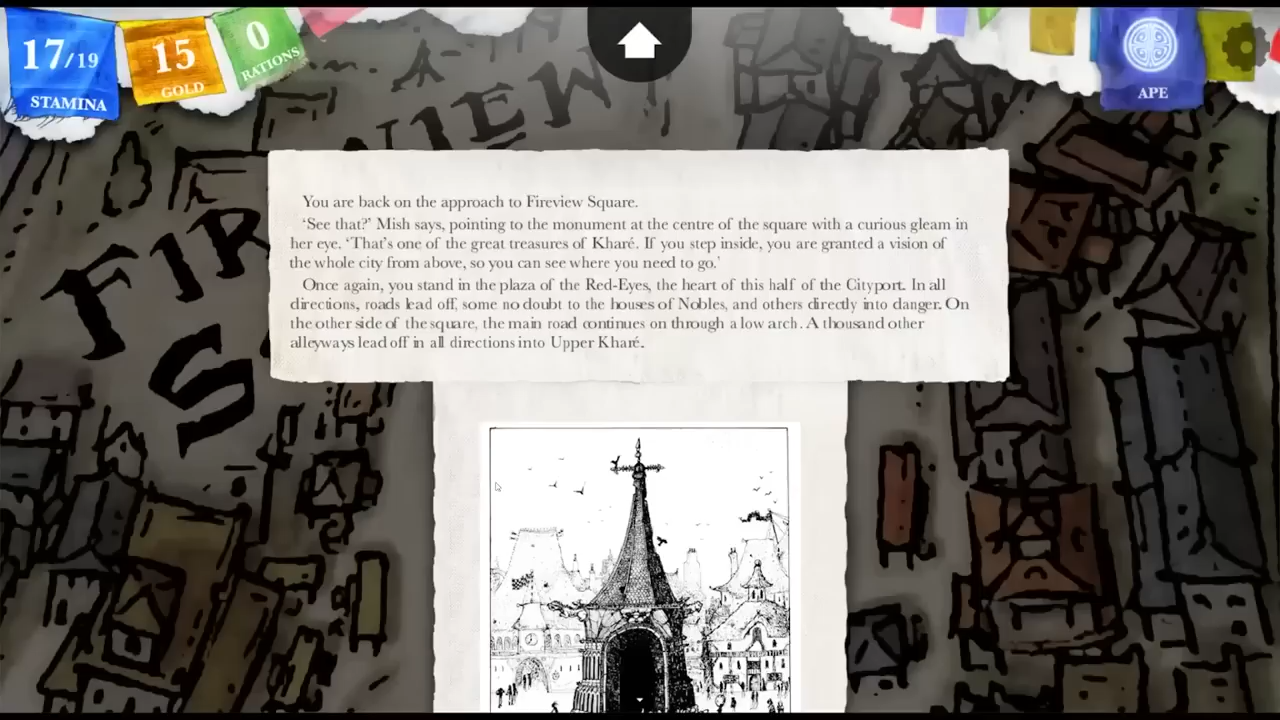 17/19
STAMINA
15
GOLD
0
RATIONS
APE
FIREVIEW
S
You are back on the approach to Fireview Square.
‘See that?’ Mish says, pointing to the monument at the centre of the square with a curious gleam in
her eye. ‘That’s one of the great treasures of Kharé. If you step inside, you are granted a vision of
the whole city from above, so you can see where you need to go.’
Once again, you stand in the plaza of the Red-Eyes, the heart of this half of the Cityport. In all
directions, roads lead off, some no doubt to the houses of Nobles, and others directly into danger. On
the other side of the square, the main road continues on through a low arch. A thousand other
alleyways lead off in all directions into Upper Kharé.